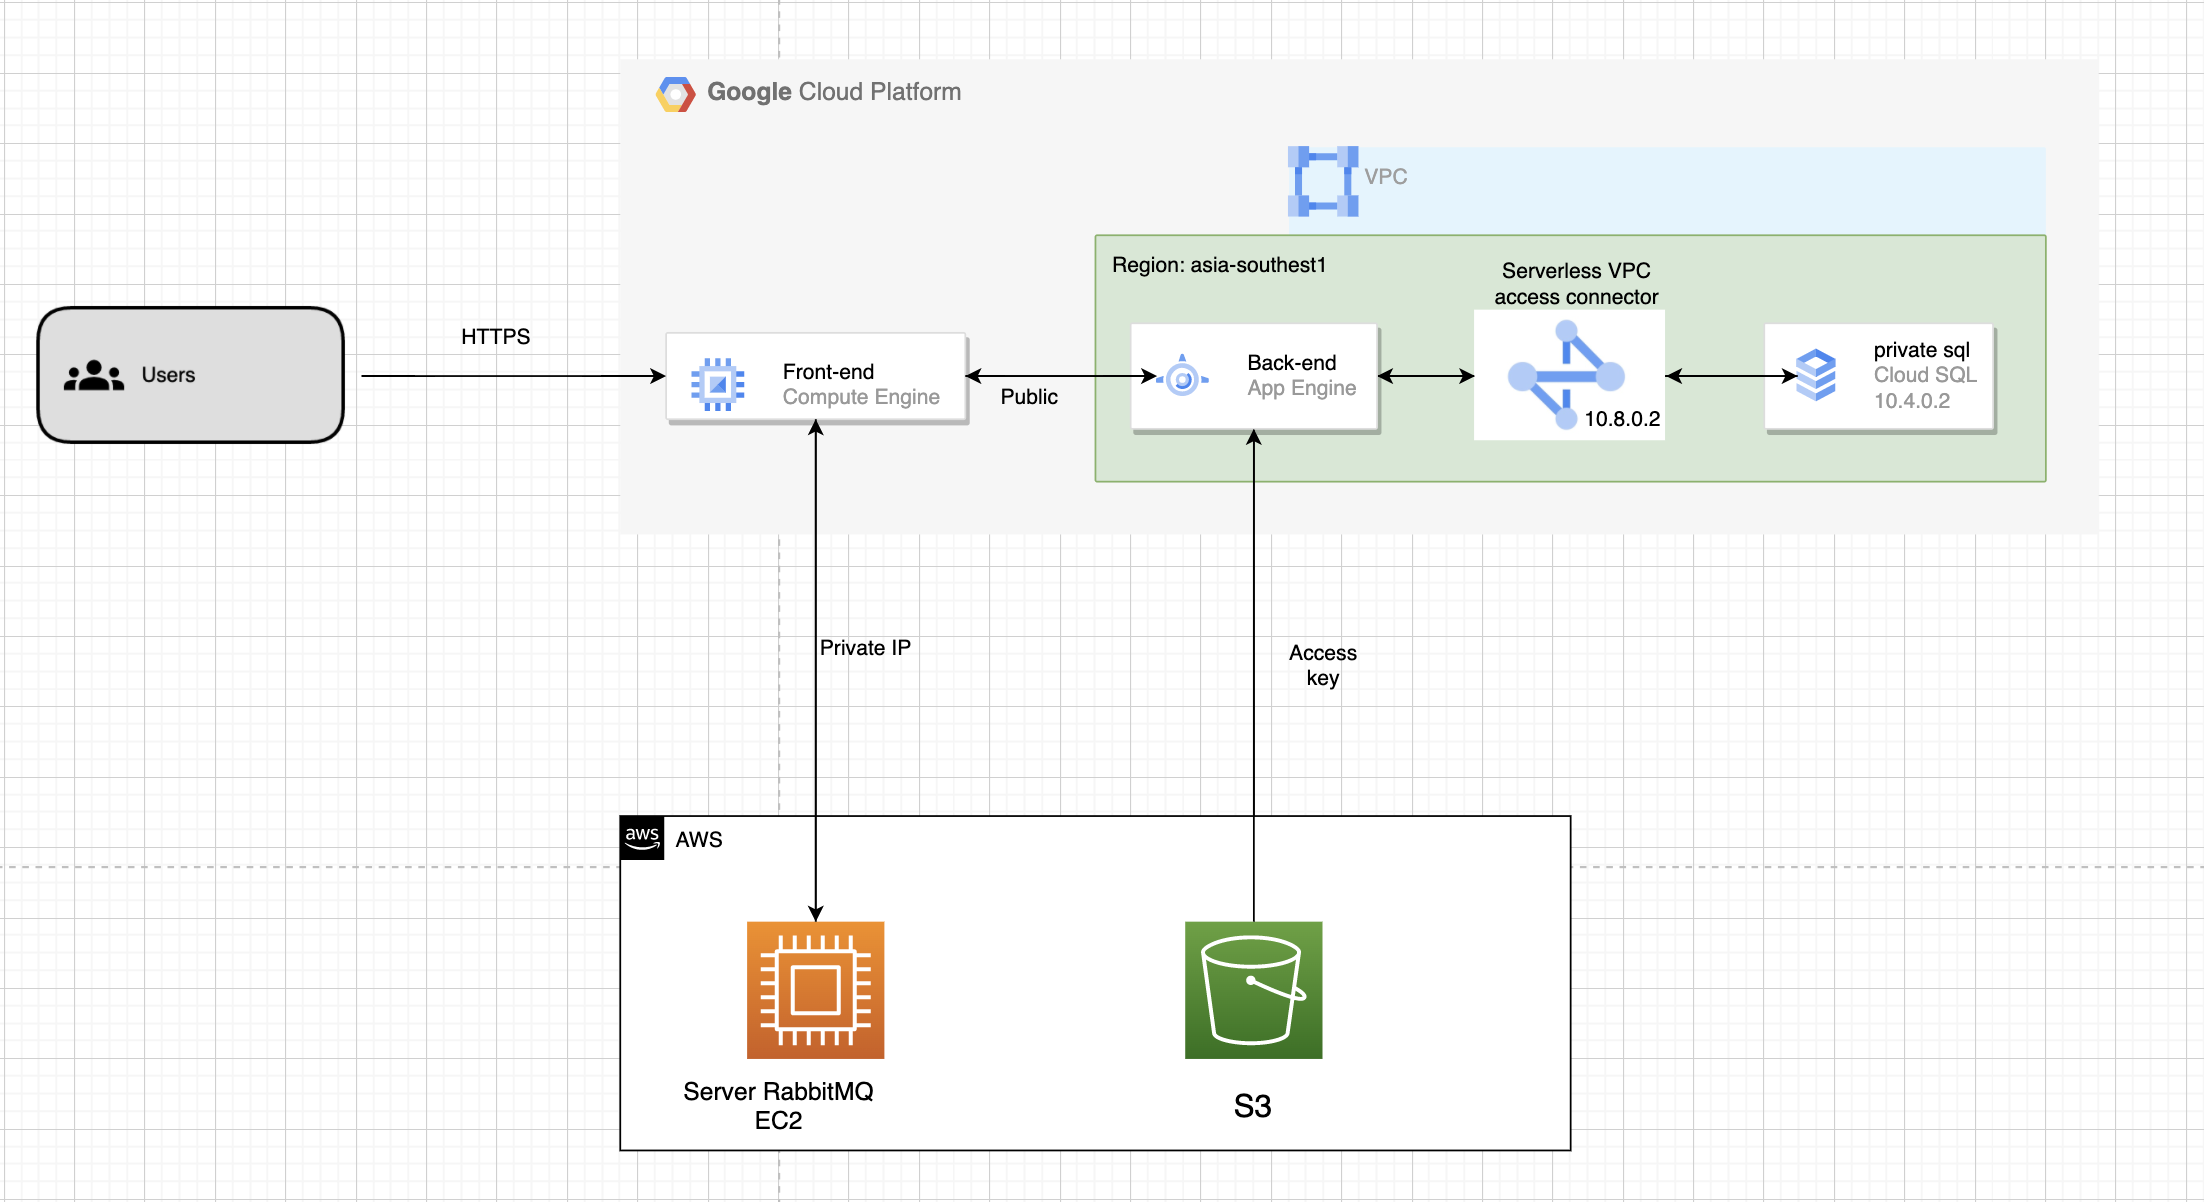 Google Cloud Platform
VPC
Region: asia-southest1
Serverless VPC
access connector
HTTPS
Users
Front-end
Compute Engine
Public
Back-end
App Engine
10.8.0.2
private sql
Cloud SQL
10.4.0.2
Private IP
Access
key
aws
AWS
Server RabbitMQ
EC2
S3